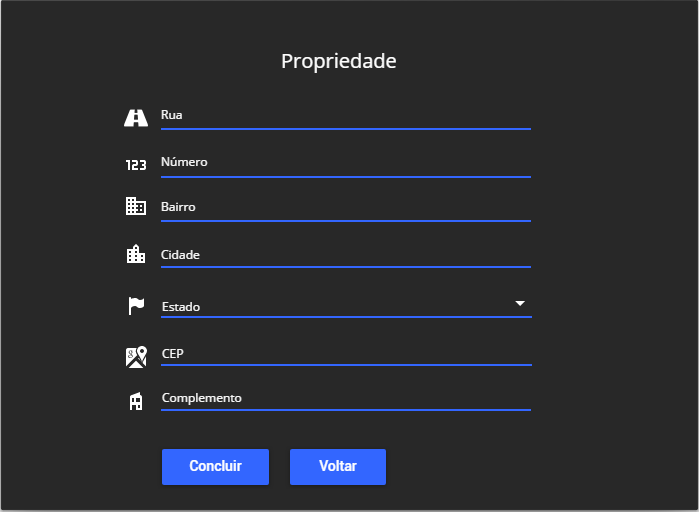 Propriedade
Rua
123 Número
Bairro
Cidade
Estado
CEP
Complemento
Concluir Voltar